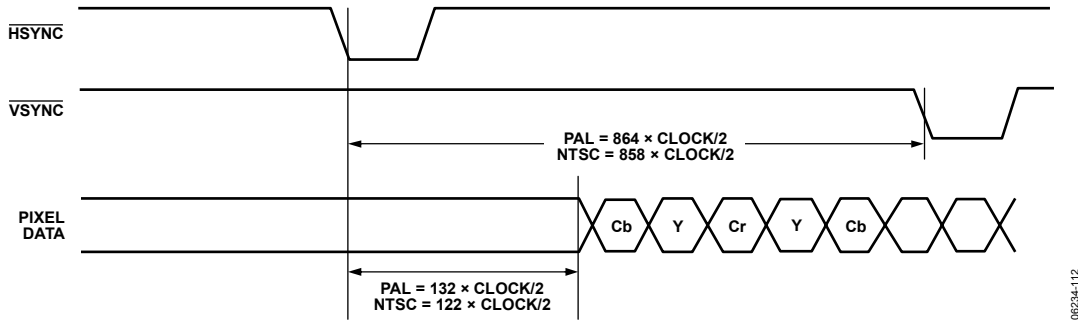 HSYNC
VSYNC
PAL = 864 × CLOCK/2
NTSC = 858 × CLOCK/2
PIXEL
DATA
Cb Y Cr Y Cb
PAL = 132 × CLOCK/2
NTSC = 122 × CLOCK/2
06234-112